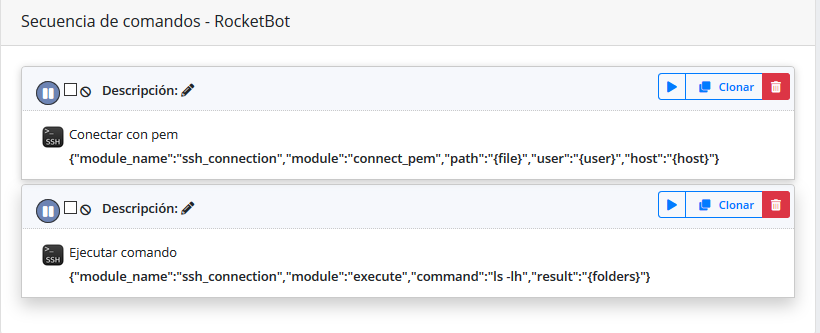 Secuencia de comandos - RocketBot
Descripción:
Clonar
>_
SSH
Conectar con pem
{"module_name":"ssh_connection","module":"connect_pem","path":"{file}","user":"{user}","host":"{host}"}
Descripción:
Clonar
>_
SSH
Ejecutar comando
{"module_name":"ssh_connection","module":"execute","command":"ls -lh","result":"{folders}"}